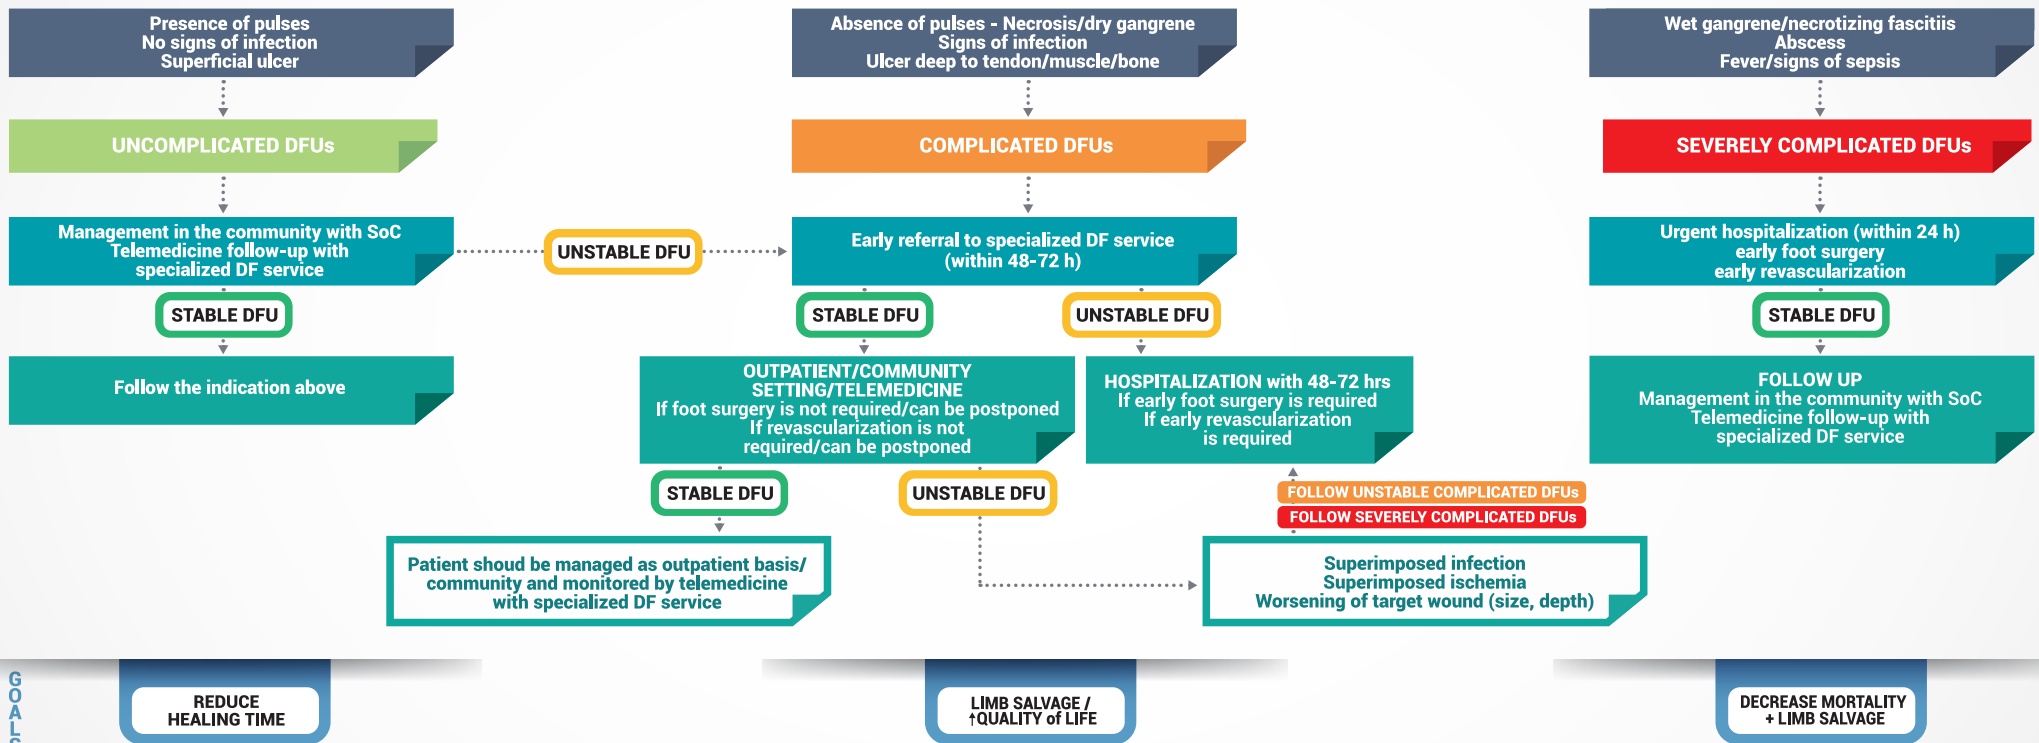 Presence of pulses
No signs of infection
Superficial ulcer
Absence of pulses - Necrosis/dry gangrene
Signs of infection
Ulcer deep to tendon/muscle/bone
Wet gangrene/necrotizing fascitiis
Abscess
Fever/signs of sepsis
UNCOMPLICATED DFUs
COMPLICATED DFUs
SEVERELY COMPLICATED DFUs
Management in the community with SoC
Telemedicine follow-up with
specialized DF service
UNSTABLE DFU
Early referral to specialized DF service
(within 48-72 h)
Urgent hospitalization (within 24 h)
early foot surgery
early revascularization
STABLE DFU
STABLE DFU
UNSTABLE DFU
STABLE DFU
Follow the indication above
OUTPATIENT/COMMUNITY
SETTING/TELEMEDICINE
If foot surgery is not required/can be postponed
If revascularization is not
required/can be postponed
HOSPITALIZATION with 48-72 hrs
If early foot surgery is required
If early revascularization
is required
FOLLOW UP
Management in the community with SoC
Telemedicine follow-up with
specialized DF service
STABLE DFU
UNSTABLE DFU
FOLLOW UNSTABLE COMPLICATED DFUs
FOLLOW SEVERELY COMPLICATED DFUs
Patient shoud be managed as outpatient basis/
community and monitored by telemedicine
with specialized DF service
Superimposed infection
Superimposed ischemia
Worsening of target wound (size, depth)
GOALS
REDUCE
HEALING TIME
LIMB SALVAGE /
↑QUALITY of LIFE
DECREASE MORTALITY
+ LIMB SALVAGE